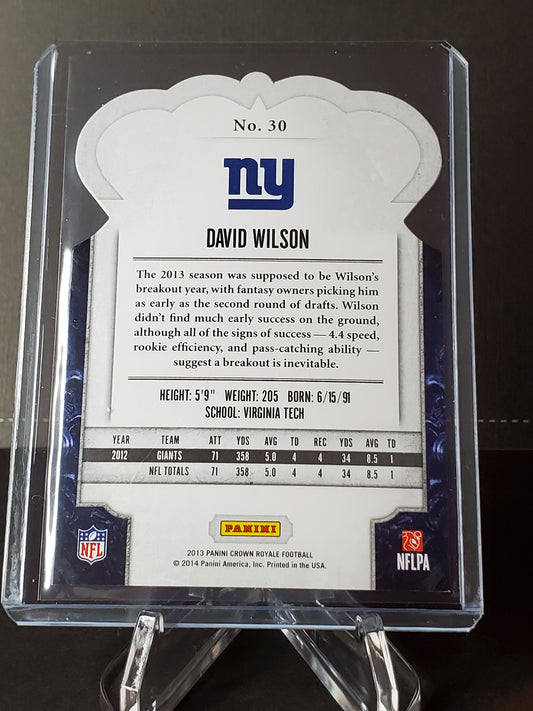 No. 30
ny
DAVID WILSON
The 2013 season was supposed to be Wilson's
breakout year, with fantasy owners picking him
as early as the second round of drafts. Wilson
didn't find much early success on the ground,
although all of the signs of success — 4.4 speed,
rookie efficiency, and pass-catching ability —
suggest a breakout is inevitable.
HEIGHT: 5'9" WEIGHT: 205 BORN: 6/15/91
SCHOOL: VIRGINIA TECH
YEAR TEAM ATT YDS AVG TD REC YDS AVG TD
2012 GIANTS 71 358 5.0 4 4 34 8.5 1
NFL TOTALS 71 358 5.0 4 4 34 8.5 1
PANINI
NFL
NFLPA
2013 PANINI CROWN ROYALE FOOTBALL
© 2014 Panini America, Inc. Printed in the USA.